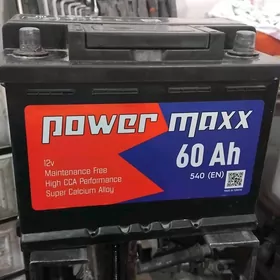 power maxx
12v
Maintenance Free
High CCA Performance
Super Calcium Alloy
60 Ah
540 (EN)